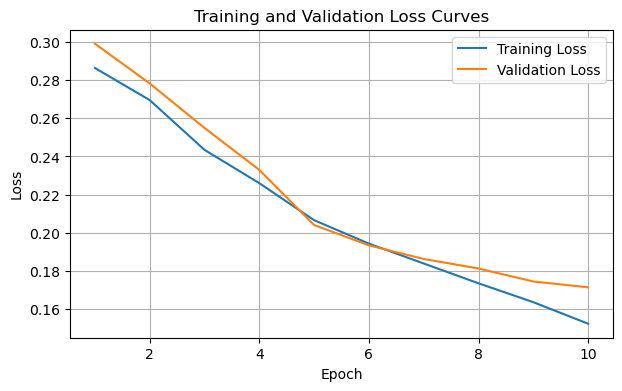 Training and Validation Loss Curves
Training Loss
Validation Loss
Loss
0.30
0.28
0.26
0.24
0.22
0.20
0.18
0.16
2
4
6
8
10
Epoch